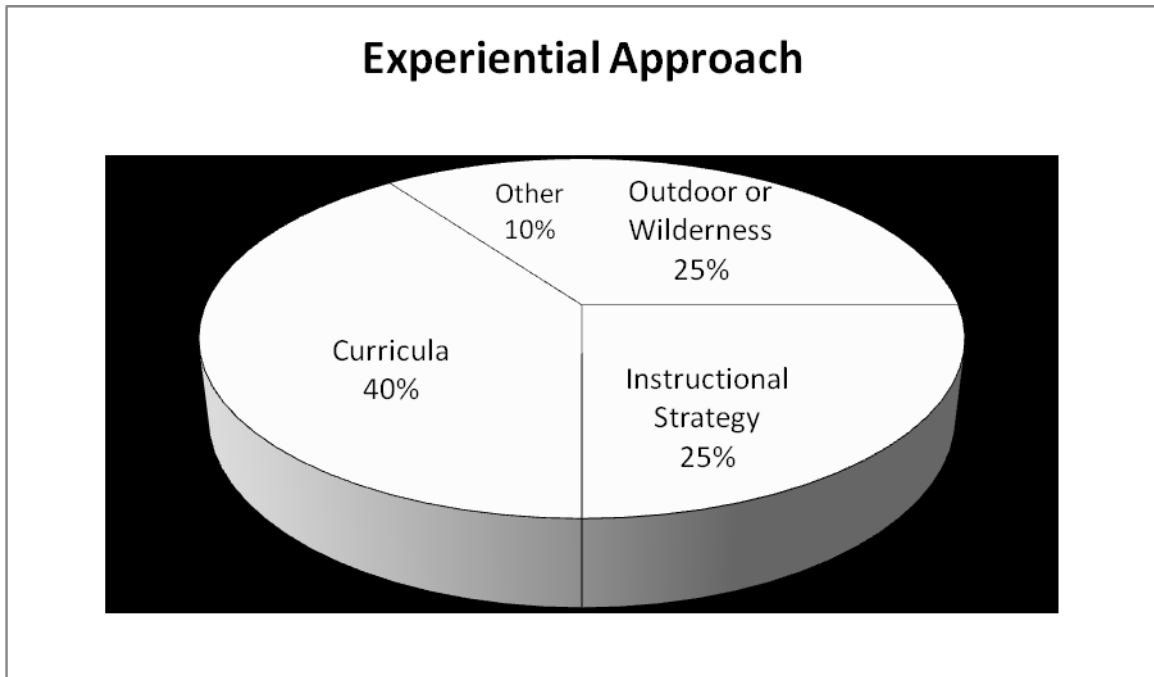 Experiential Approach
Other
10%
Outdoor or
Wilderness
25%
Curricula
40%
Instructional
Strategy
25%